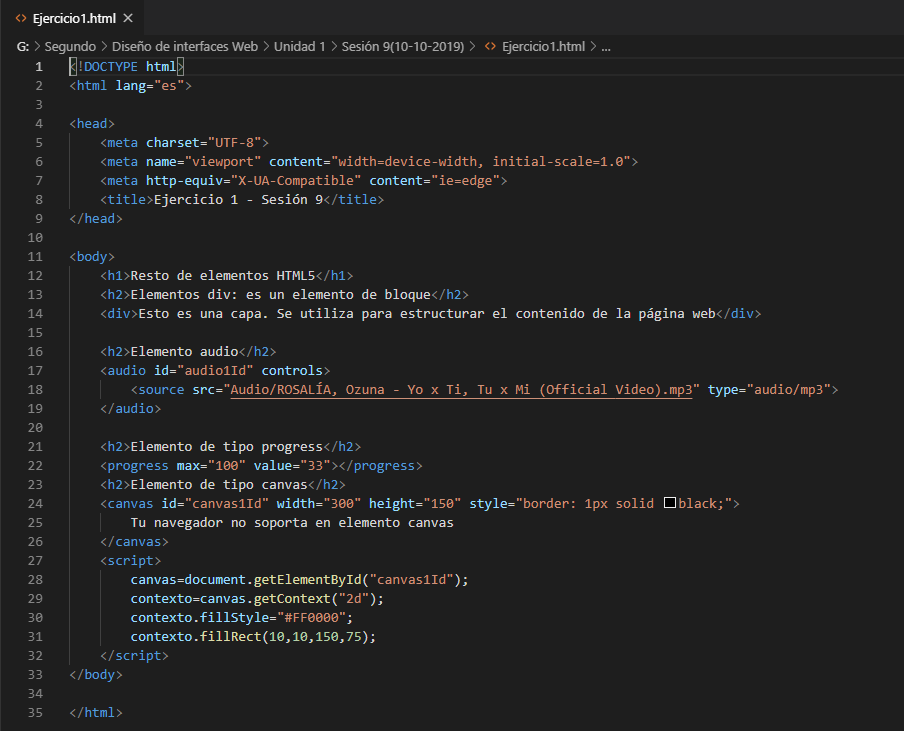 Ejercicio1.html
G: > Segundo > Diseño de interfaces Web > Unidad 1 > Sesión 9(10-10-2019) > Ejercicio1.html > ...
1 <!DOCTYPE html>
2 <html lang="es">
3
4 <head>
5     <meta charset="UTF-8">
6     <meta name="viewport" content="width=device-width, initial-scale=1.0">
7     <meta http-equiv="X-UA-Compatible" content="ie=edge">
8     <title>Ejercicio 1 - Sesión 9</title>
9 </head>
10
11 <body>
12     <h1>Resto de elementos HTML5</h1>
13     <h2>Elementos div: es un elemento de bloque</h2>
14     <div>Esto es una capa. Se utiliza para estructurar el contenido de la página web</div>
15
16     <h2>Elemento audio</h2>
17     <audio id="audio1Id" controls>
18         <source src="Audio/ROSALÍA, Ozuna - Yo x Ti, Tu x Mi (Official Video).mp3" type="audio/mp3">
19     </audio>
20
21     <h2>Elemento de tipo progress</h2>
22     <progress max="100" value="33"></progress>
23     <h2>Elemento de tipo canvas</h2>
24     <canvas id="canvas1Id" width="300" height="150" style="border: 1px solid black;">
25         Tu navegador no soporta en elemento canvas
26     </canvas>
27     <script>
28         canvas=document.getElementById("canvas1Id");
29         contexto=canvas.getContext("2d");
30         contexto.fillStyle="#FF0000";
31         contexto.fillRect(10,10,150,75);
32     </script>
33 </body>
34
35 </html>